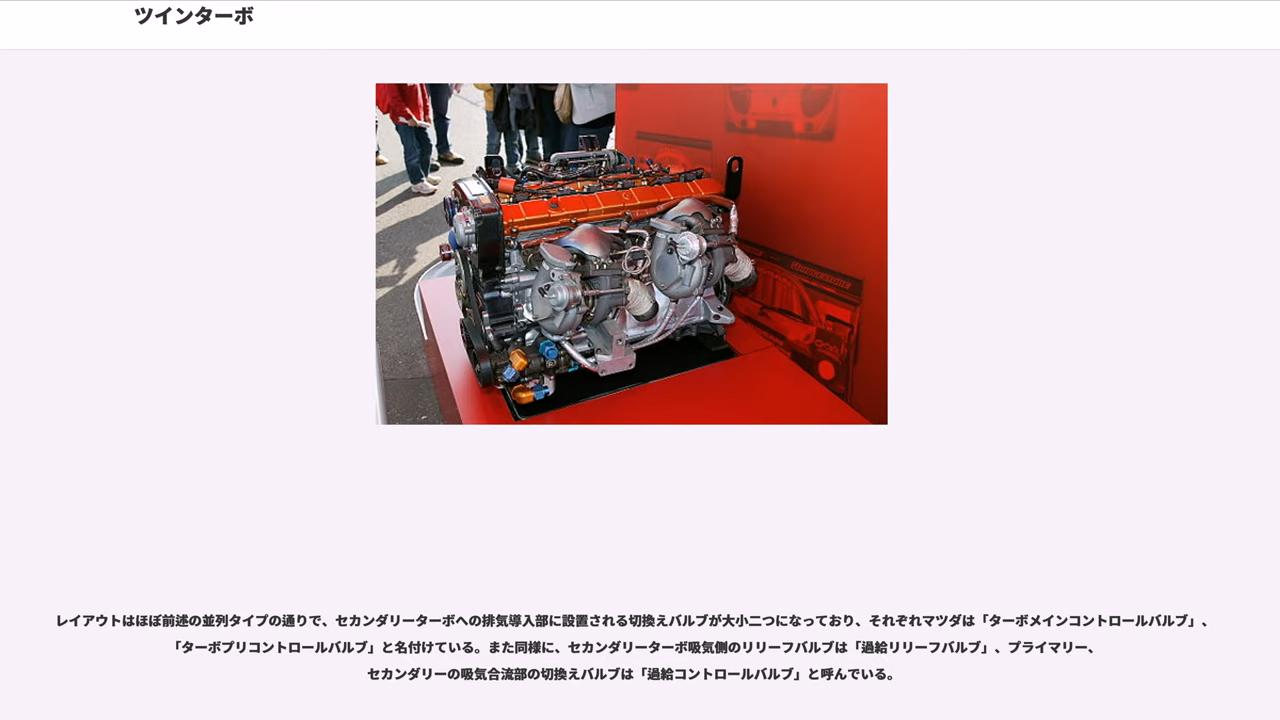 ツインターボ
レイアウトはほぼ前述の並列タイプの通りで、セカンダリーターボへの排気導入部に設置される切換えバルブが大小二つになっており、それぞれマツダは「ターボメインコントロールバルブ」、
「ターボプリコントロールバルブ」と名付けている。また同様に、セカンダリーターボ吸気側のリリーフバルブは「過給リリーフバルブ」、プライマリー、
セカンダリーの吸気合流部の切換えバルブは「過給コントロールバルブ」と呼んでいる。